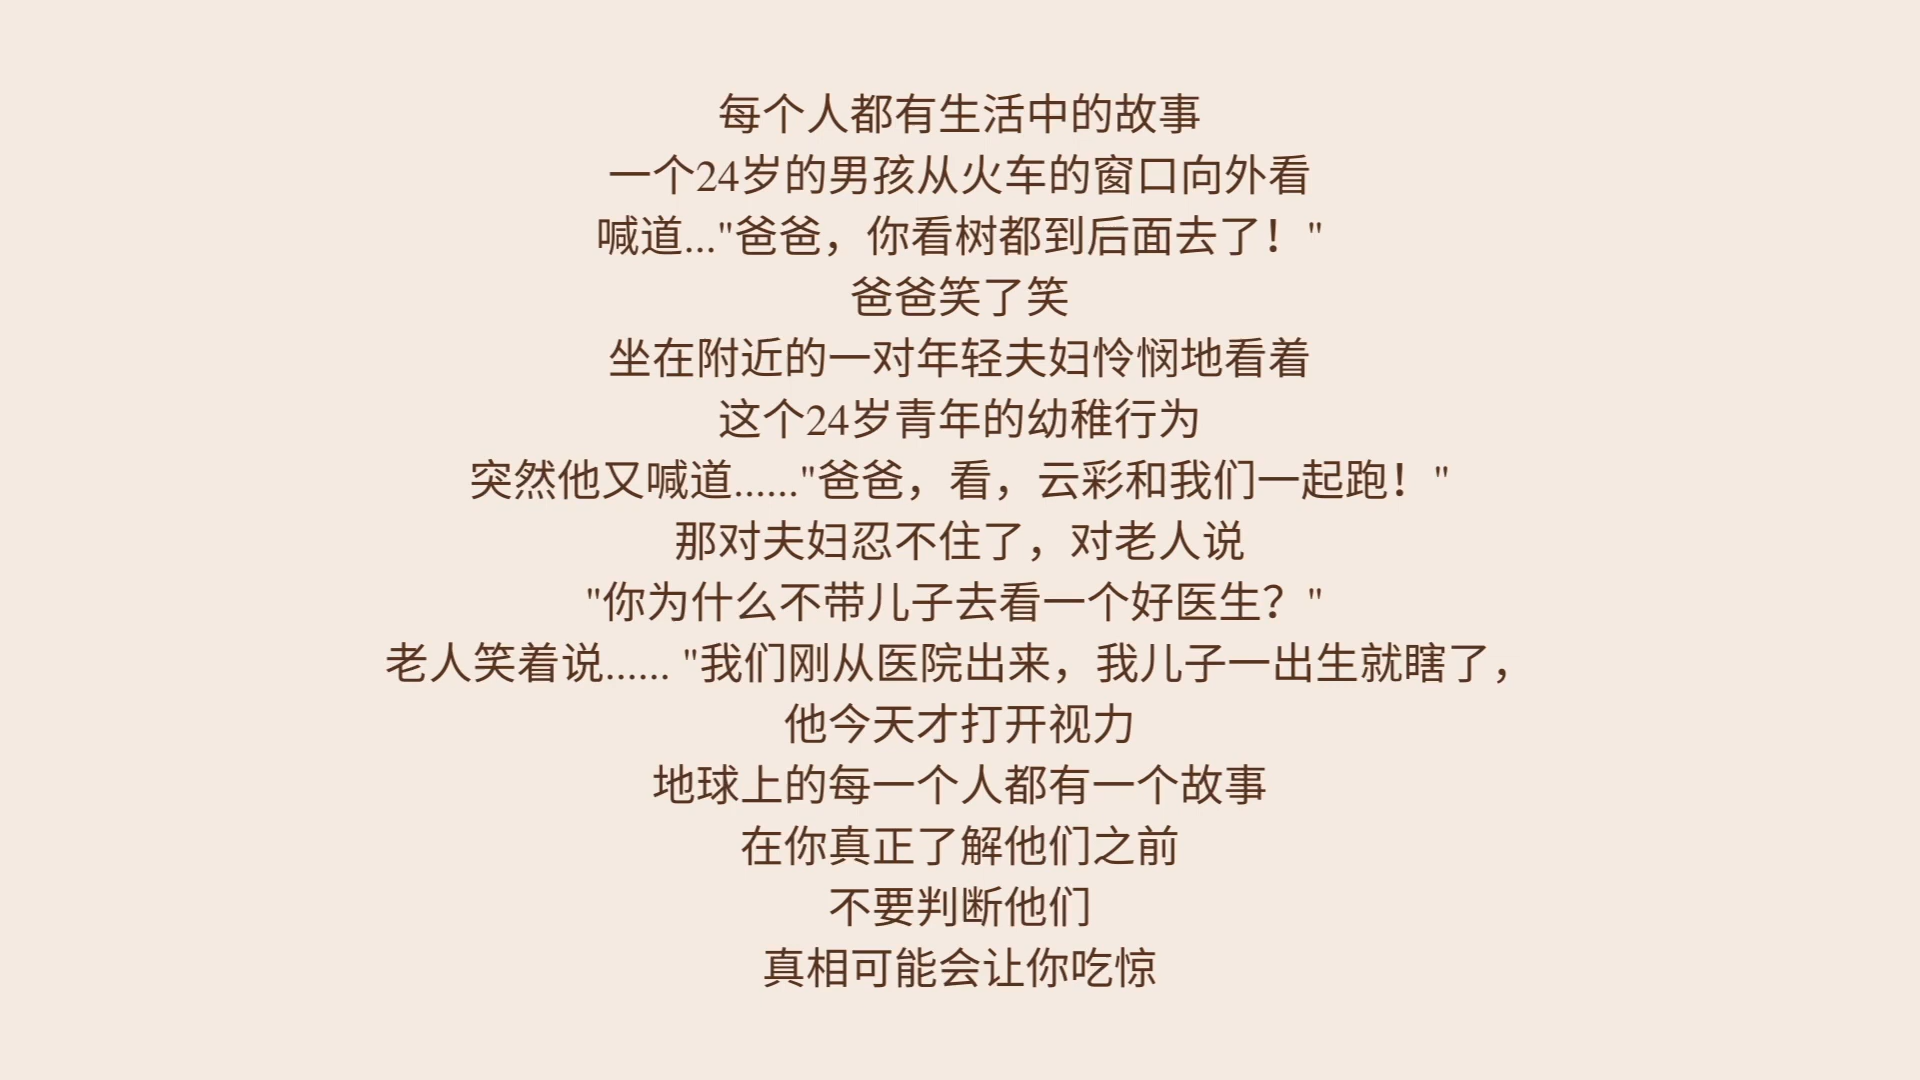 每个人都有生活中的故事
一个24岁的男孩从火车的窗口向外看
喊道..."爸爸，你看树都到后面去了！"
爸爸笑了笑
坐在附近的一对年轻夫妇怜悯地看着
这个24岁青年的幼稚行为
突然他又喊道......"爸爸，看，云彩和我们一起跑！"
那对夫妇忍不住了，对老人说
"你为什么不带儿子去看一个好医生？"
老人笑着说...... "我们刚从医院出来，我儿子一出生就瞎了，
他今天才打开视力
地球上的每一个人都有一个故事
在你真正了解他们之前
不要判断他们
真相可能会让你吃惊